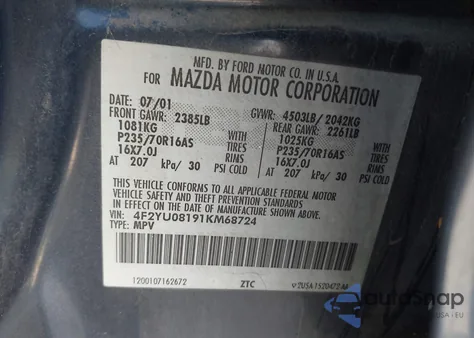 MFD. BY FORD MOTOR CO. IN U.S.A.
FOR MAZDA MOTOR CORPORATION
DATE: 07/01 GVWR: 4503LB/ 2042KG
FRONT GAWR: 2385LB REAR GAWR: 2261LB
1081KG WITH 1025KG WITH
P235/70R16AS TIRES P235/70R16AS TIRES
16X7.0J RIMS 16X7.0J RIMS
AT 207 kPa/ 30 PSI AT 207 kPa/ 30
THIS VEHICLE CONFORMS TO ALL APPLICABLE FEDERAL MOTOR
VEHICLE SAFETY, BUMPER, AND THEFT PREVENTION STANDARDS
IN EFFECT ON THE DATE OF MANUFACTURE SHOWN ABOVE.
VIN: 4F2YU08191KM68724
TYPE: MPV
1200107162672 ZTC
autoSnap
USA | EU